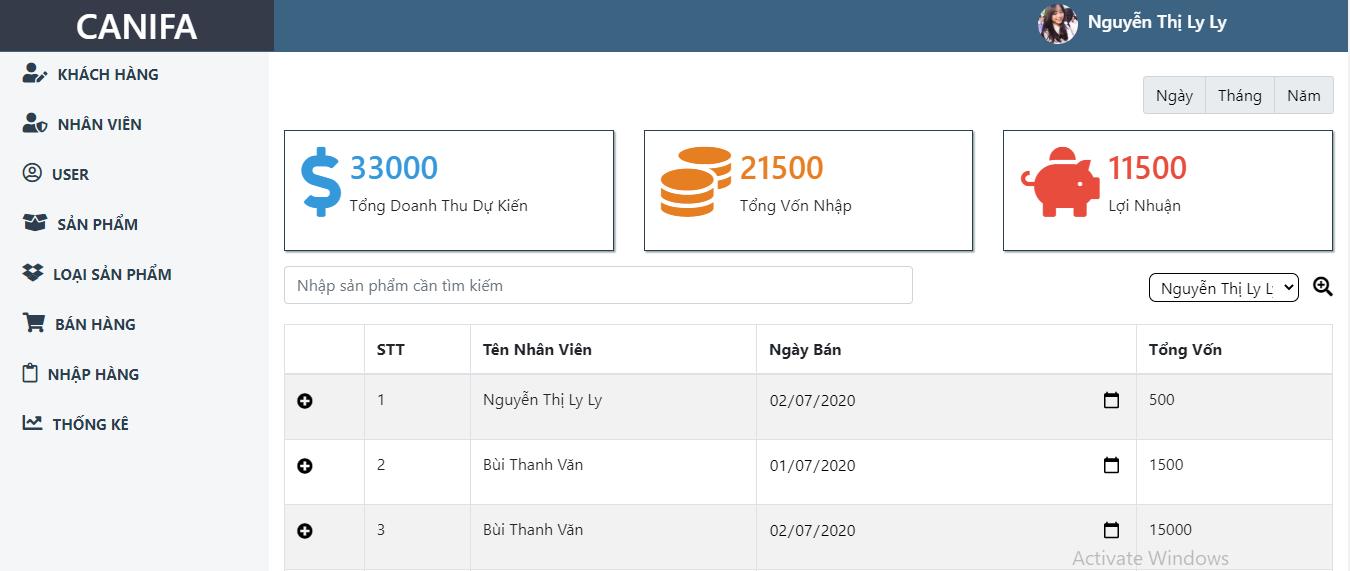 CANIFA
Nguyễn Thị Ly Ly
KHÁCH HÀNG
NHÂN VIÊN
USER
SẢN PHẨM
LOẠI SẢN PHẨM
BÁN HÀNG
NHẬP HÀNG
THỐNG KÊ
Ngày Tháng Năm
33000
Tổng Doanh Thu Dự Kiến
21500
Tổng Vốn Nhập
11500
Lợi Nhuận
Nhập sản phẩm cần tìm kiếm
Nguyễn Thị Ly L
STT Tên Nhân Viên Ngày Bán Tổng Vốn
1 Nguyễn Thị Ly Ly 02/07/2020 500
2 Bùi Thanh Văn 01/07/2020 1500
3 Bùi Thanh Văn 02/07/2020 15000
Activate Windows